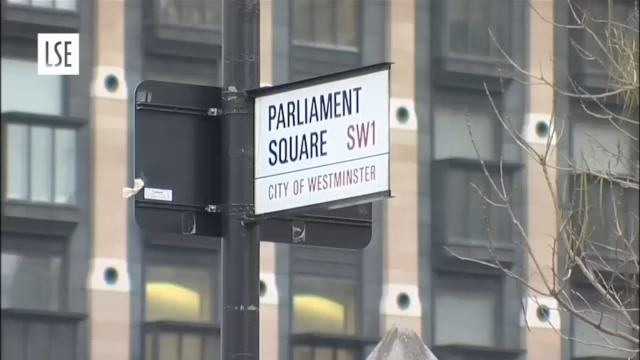 LSE
PARLIAMENT
SQUARE SW1
CITY OF WESTMINSTER